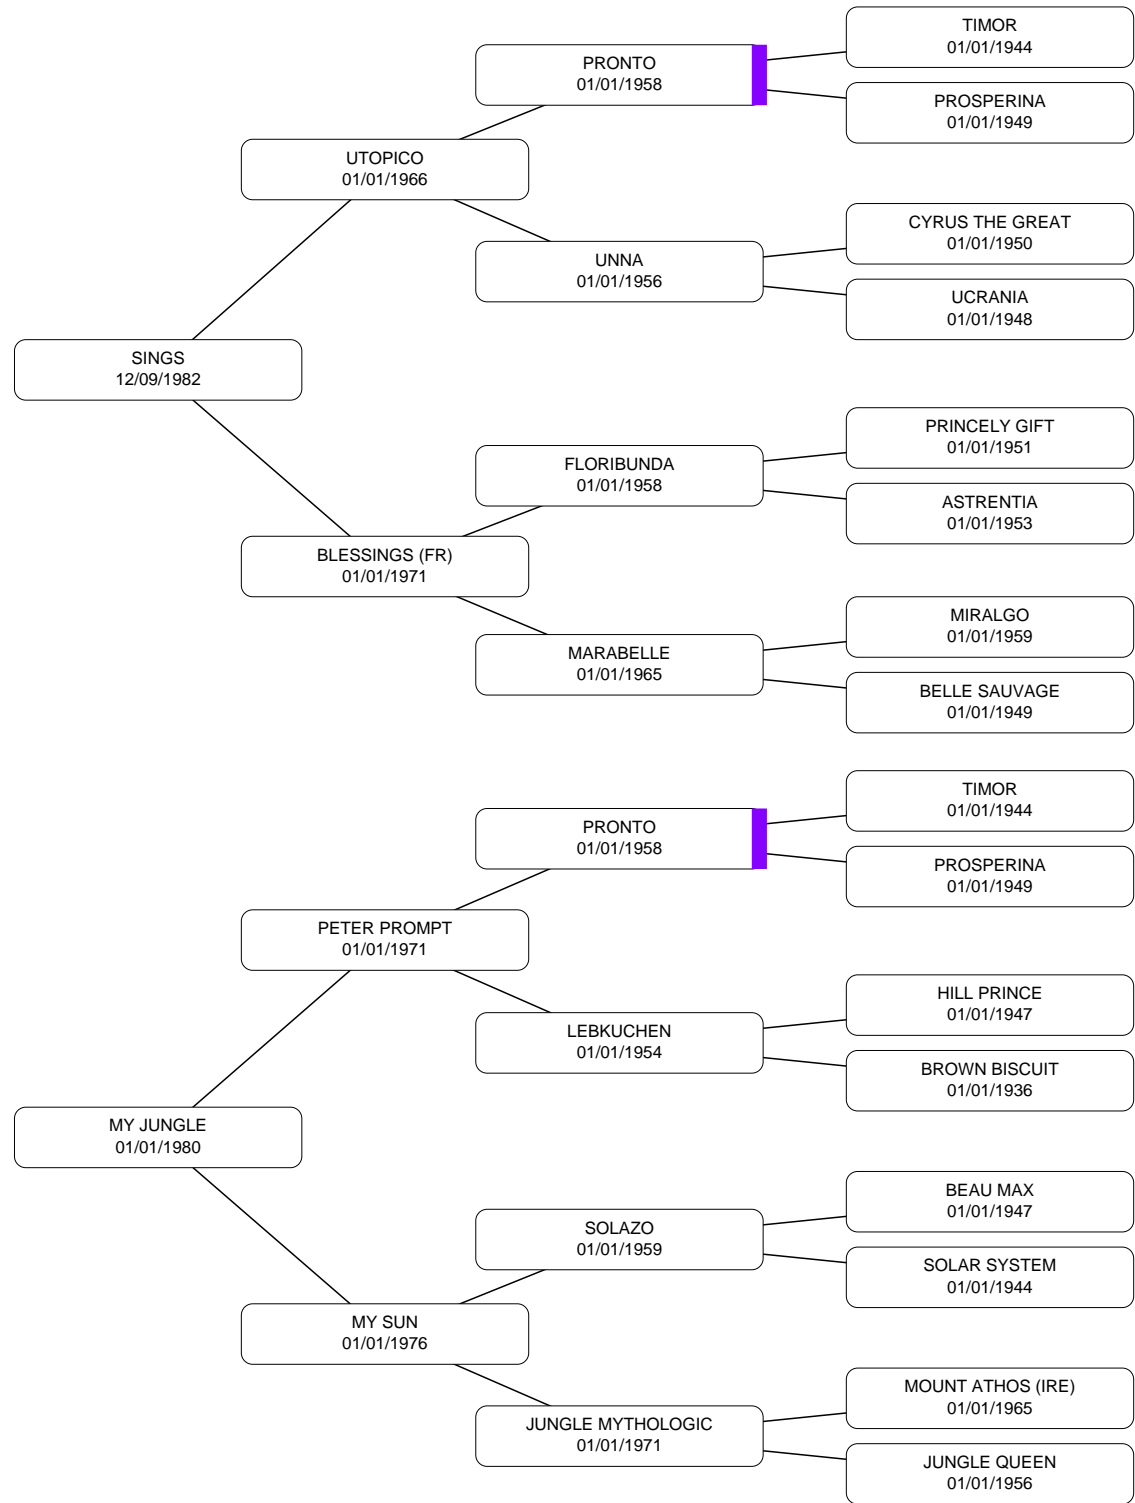 TIMOR
01/01/1944
PRONTO
01/01/1958
PROSPERINA
01/01/1949
UTOPICO
01/01/1966
CYRUS THE GREAT
01/01/1950
UNNA
01/01/1956
UCRANIA
01/01/1948
SINGS
12/09/1982
PRINCELY GIFT
01/01/1951
FLORIBUNDA
01/01/1958
ASTRENTIA
01/01/1953
BLESSINGS (FR)
01/01/1971
MIRALGO
01/01/1959
MARABELLE
01/01/1965
BELLE SAUVAGE
01/01/1949
TIMOR
01/01/1944
PRONTO
01/01/1958
PROSPERINA
01/01/1949
PETER PROMPT
01/01/1971
HILL PRINCE
01/01/1947
LEBKUCHEN
01/01/1954
BROWN BISCUIT
01/01/1936
MY JUNGLE
01/01/1980
BEAU MAX
01/01/1947
SOLAZO
01/01/1959
SOLAR SYSTEM
01/01/1944
MY SUN
01/01/1976
MOUNT ATHOS (IRE)
01/01/1965
JUNGLE MYTHOLOGIC
01/01/1971
JUNGLE QUEEN
01/01/1956